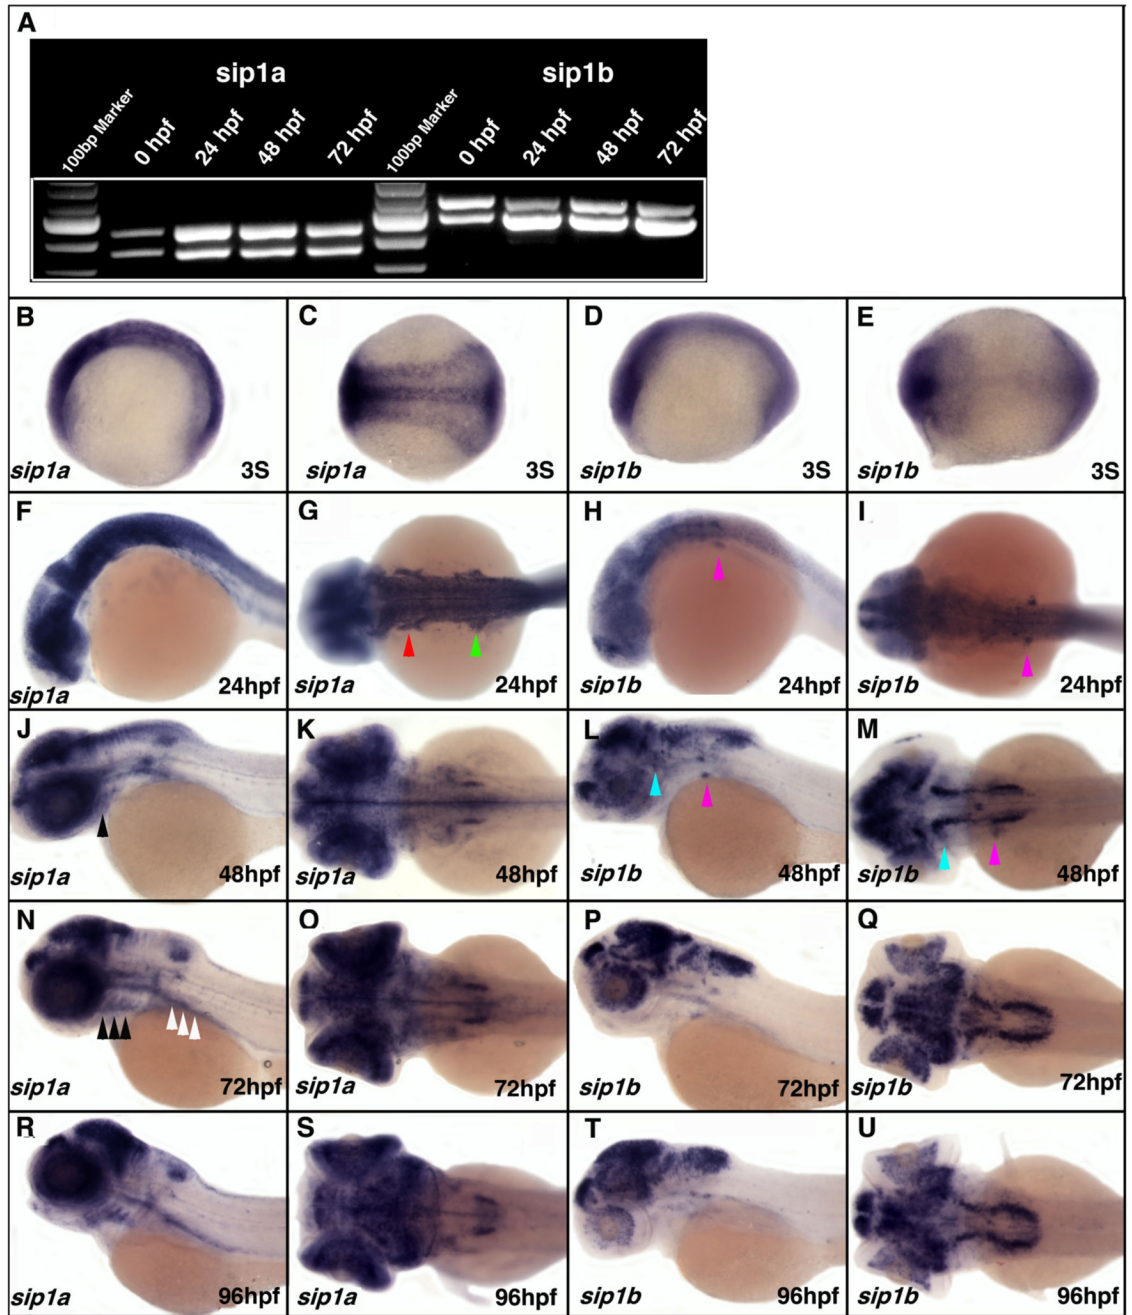 A
sip1a sip1b
100bp Marker 0 hpf 24 hpf 48 hpf 72 hpf 100bp Marker 0 hpf 24 hpf 48 hpf 72 hpf
B C D E
sip1a 3S sip1a 3S sip1b 3S sip1b 3S
F G H I
sip1a 24hpf sip1a 24hpf sip1b 24hpf sip1b 24hpf
J K L M
sip1a 48hpf sip1a 48hpf sip1b 48hpf sip1b 48hpf
N O P Q
sip1a 72hpf sip1a 72hpf sip1b 72hpf sip1b 72hpf
R S T U
sip1a 96hpf sip1a 96hpf sip1b 96hpf sip1b 96hpf